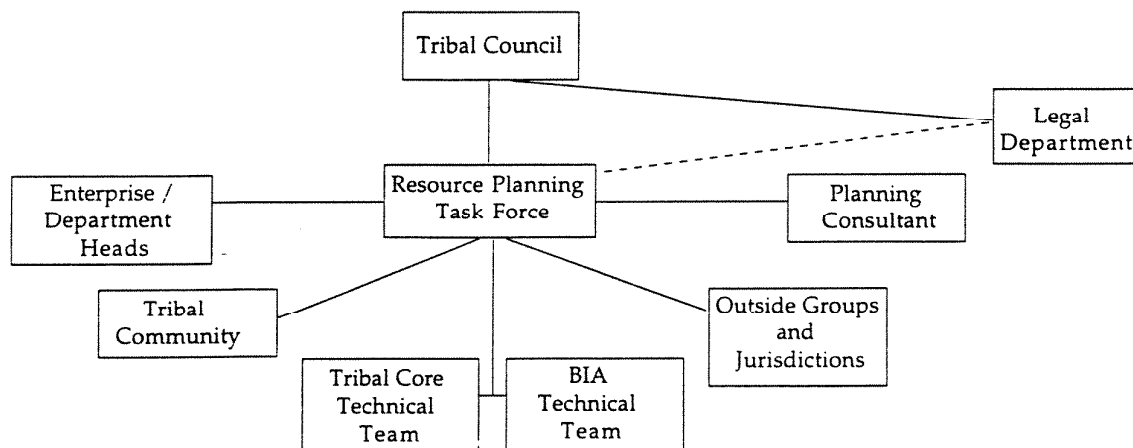 Tribal Council
Legal
Department
Resource Planning
Task Force
Enterprise /
Department
Heads
Planning
Consultant
Tribal
Community
Outside Groups
and
Jurisdictions
Tribal Core
Technical
Team
BIA
Technical
Team